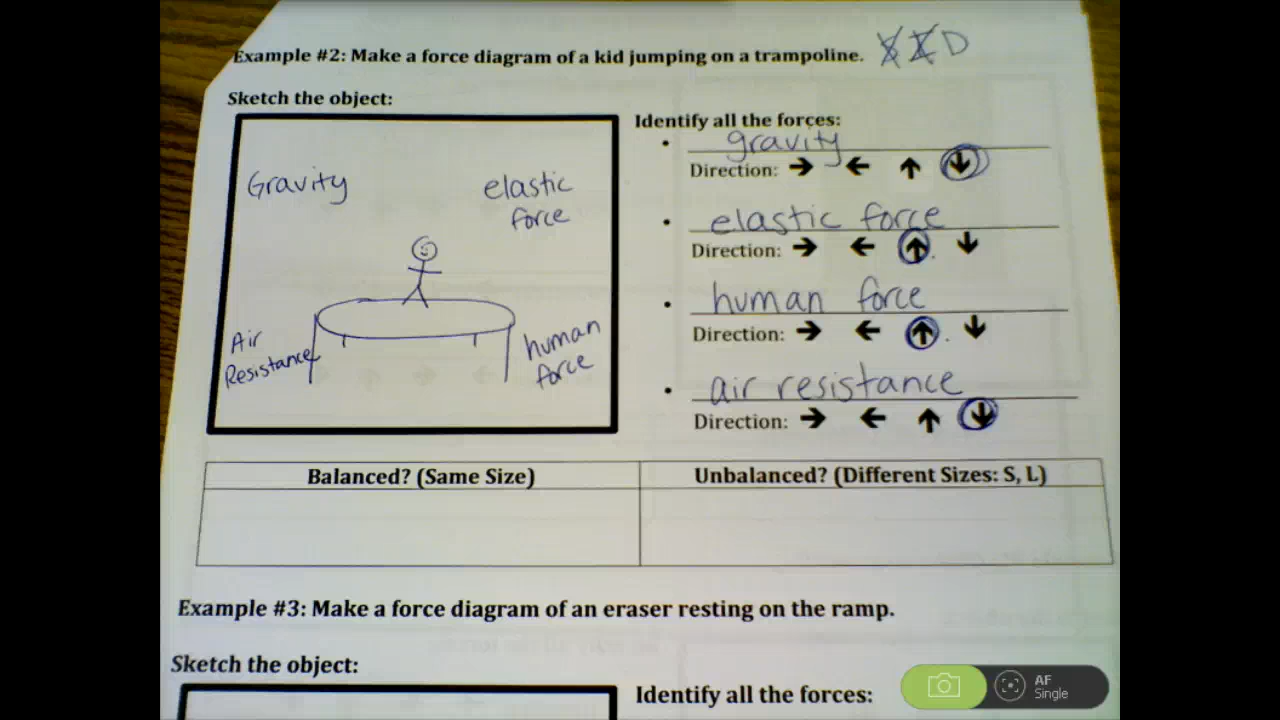 Example #2: Make a force diagram of a kid jumping on a trampoline. D
Sketch the object:
Gravity
elastic
force
Air
Resistance
human
force
Identify all the forces:
• gravity
Direction: → ← ↑ ↓
• elastic force
Direction: → ← ↑ ↓
• human force
Direction: → ← ↑ ↓
• air resistance
Direction: → ← ↑ ↓
Balanced? (Same Size) Unbalanced? (Different Sizes: S, L)
Example #3: Make a force diagram of an eraser resting on the ramp.
Sketch the object:
Identify all the forces:
AF
Single